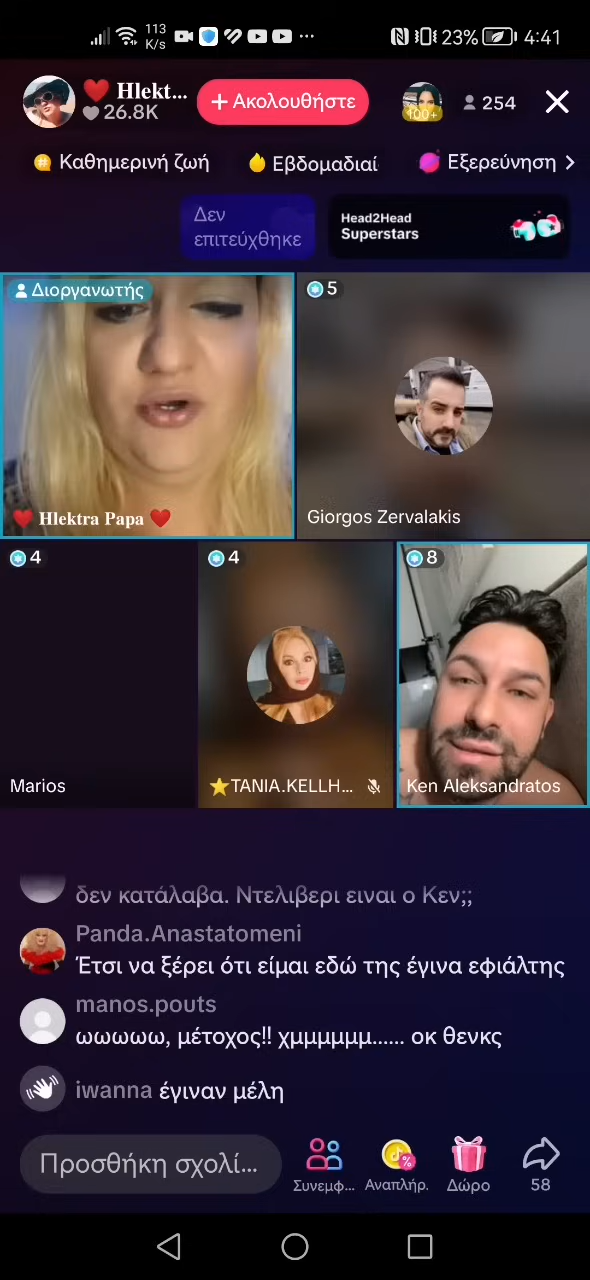 113 K/s 23% 4:41
❤️ Hlekt... + Ακολουθήστε 100+ 254
26.8K
Καθημερινή ζωή Εβδομαδιαί Εξερεύνηση
Δεν
επιτεύχθηκε
Head2Head
Superstars
Διοργανωτής
5
❤️ Hlektra Papa ❤️
Giorgos Zervalakis
4
4
8
Marios
⭐TANIA.KELLH...
Ken Aleksandratos
δεν κατάλαβα. Ντελιβερι ειναι ο Κεν;;
Panda.Anastatomeni
Έτσι να ξέρει ότι είμαι εδώ της έγινα εφιάλτης
manos.pouts
ωωωωω, μέτοχος!! χμμμμμμ...... οκ θενκς
iwanna έγιναν μέλη
Προσθήκη σχολί...
Συνεμφ...
Αναπλήρ.
Δώρο
58